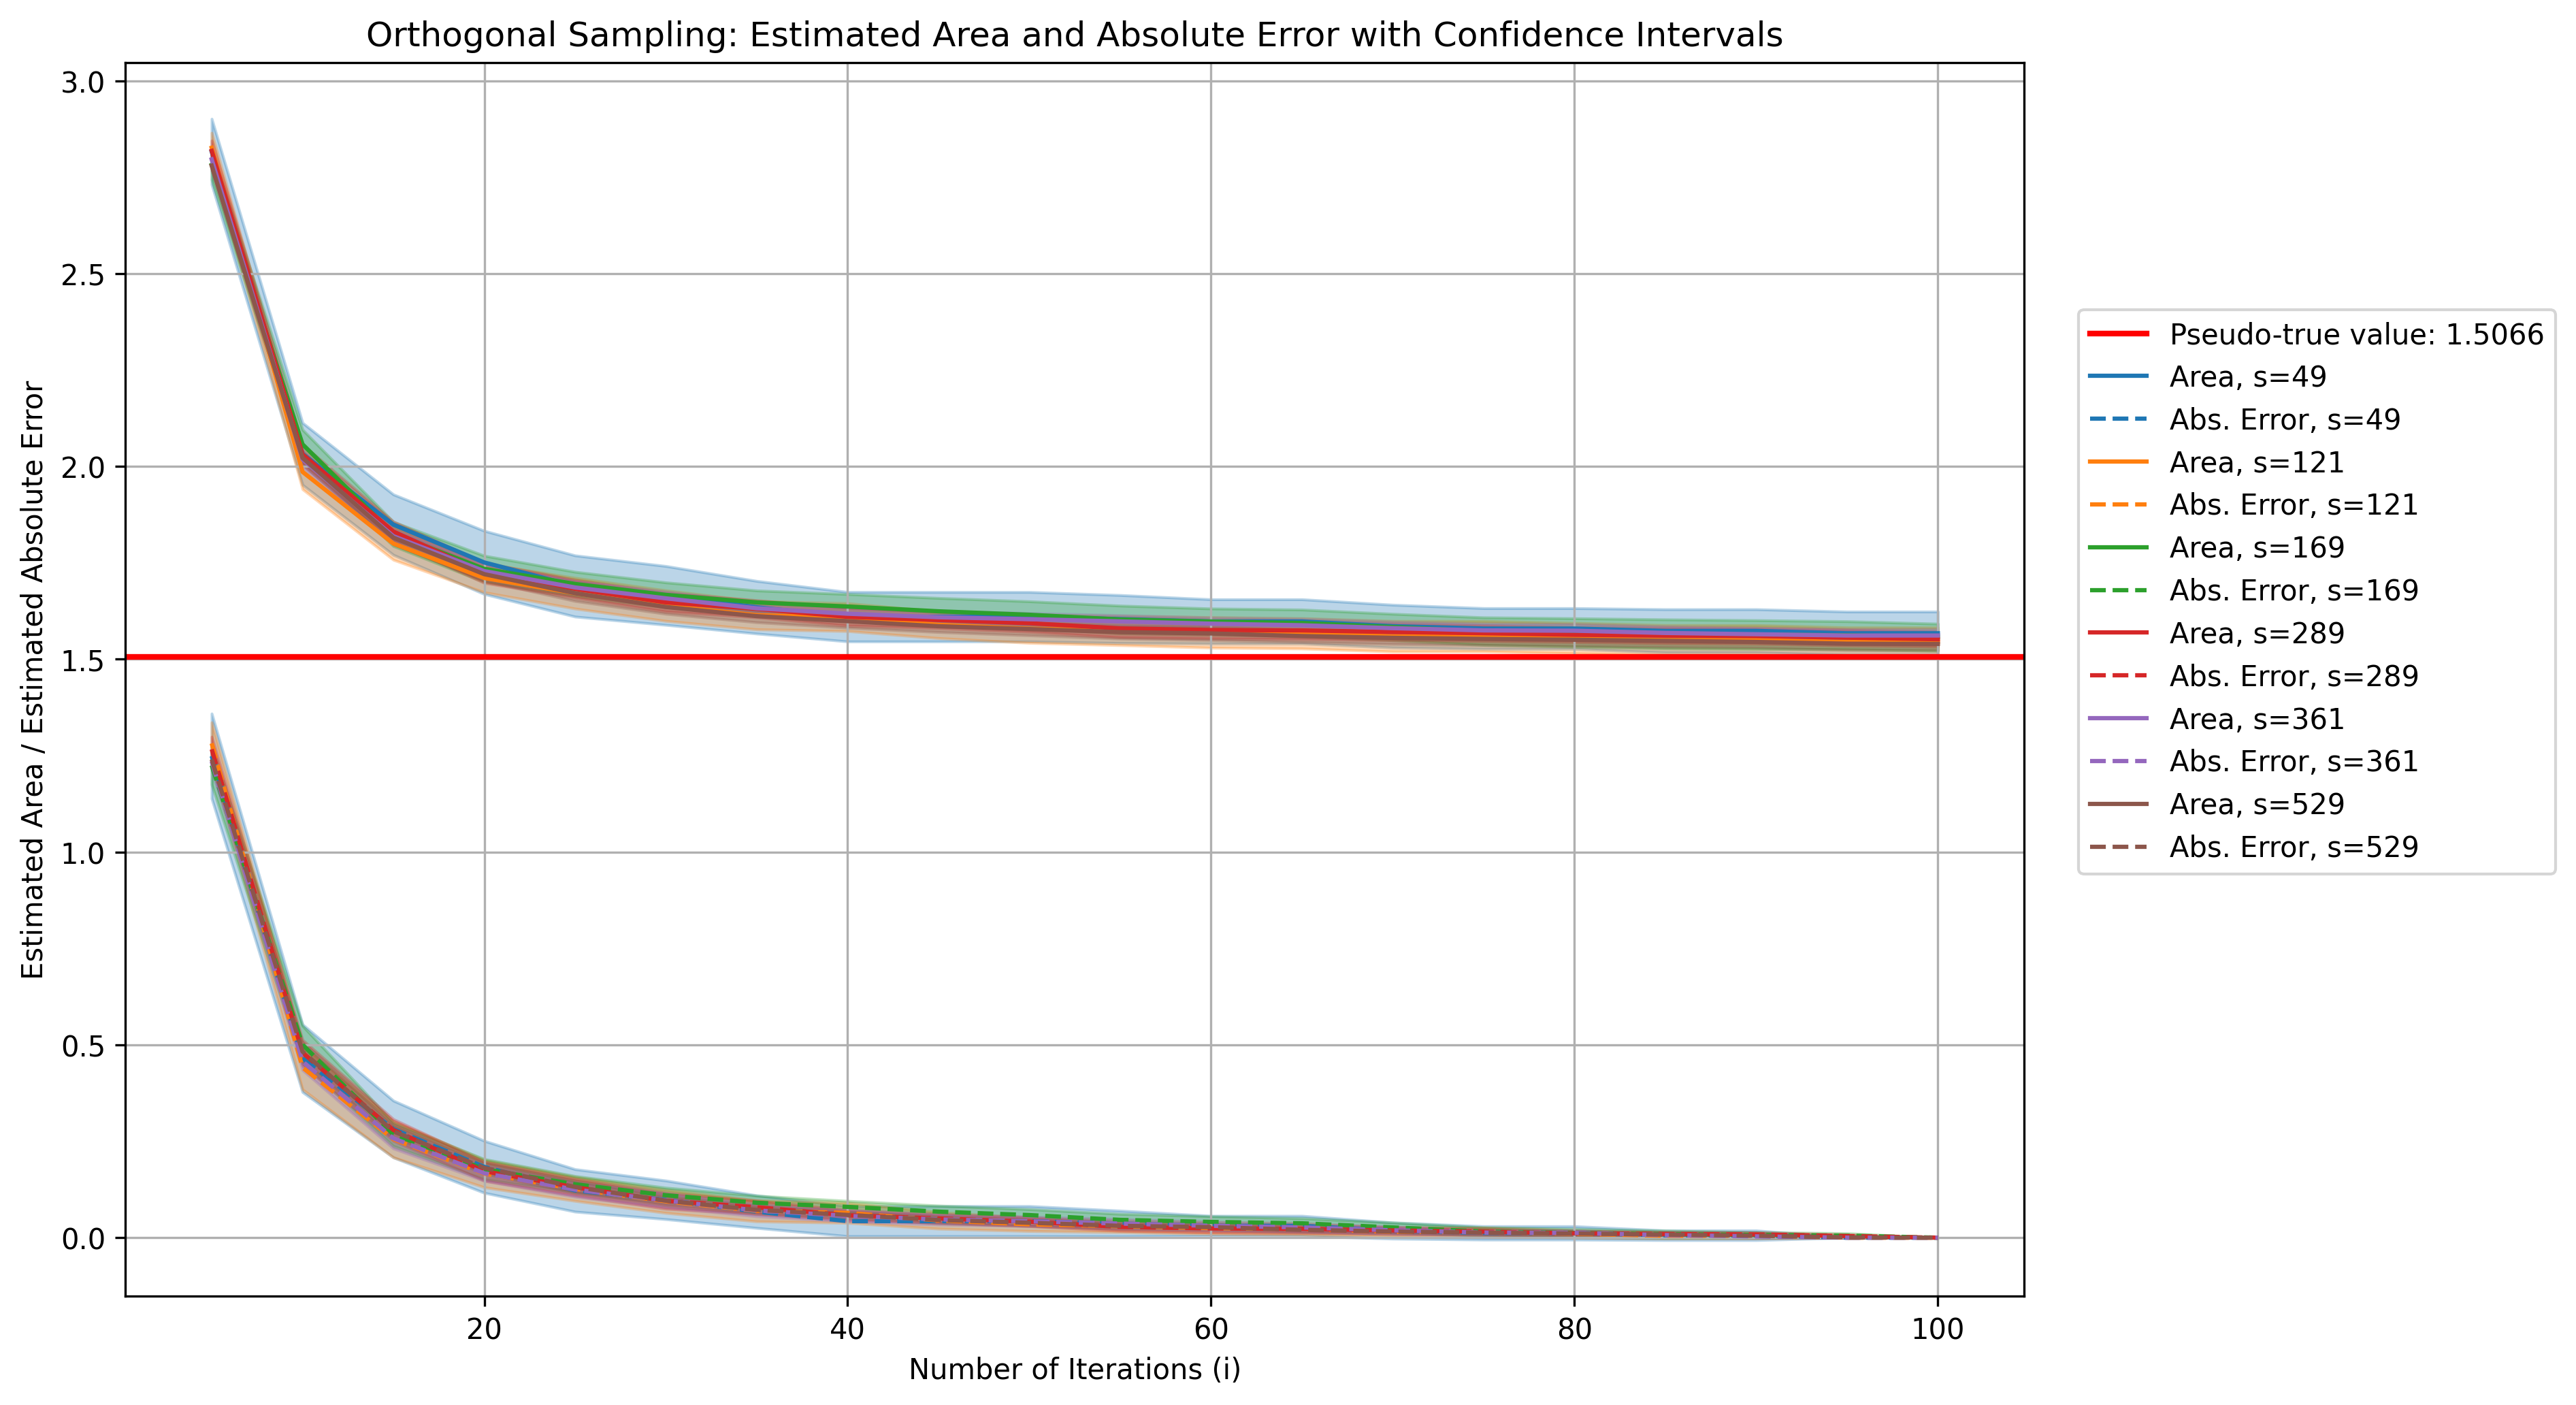 Orthogonal Sampling: Estimated Area and Absolute Error with Confidence Intervals
Estimated Area / Estimated Absolute Error
3.0
2.5
2.0
1.5
1.0
0.5
0.0
20
40
60
80
100
Number of Iterations (i)
Pseudo-true value: 1.5066
Area, s=49
Abs. Error, s=49
Area, s=121
Abs. Error, s=121
Area, s=169
Abs. Error, s=169
Area, s=289
Abs. Error, s=289
Area, s=361
Abs. Error, s=361
Area, s=529
Abs. Error, s=529